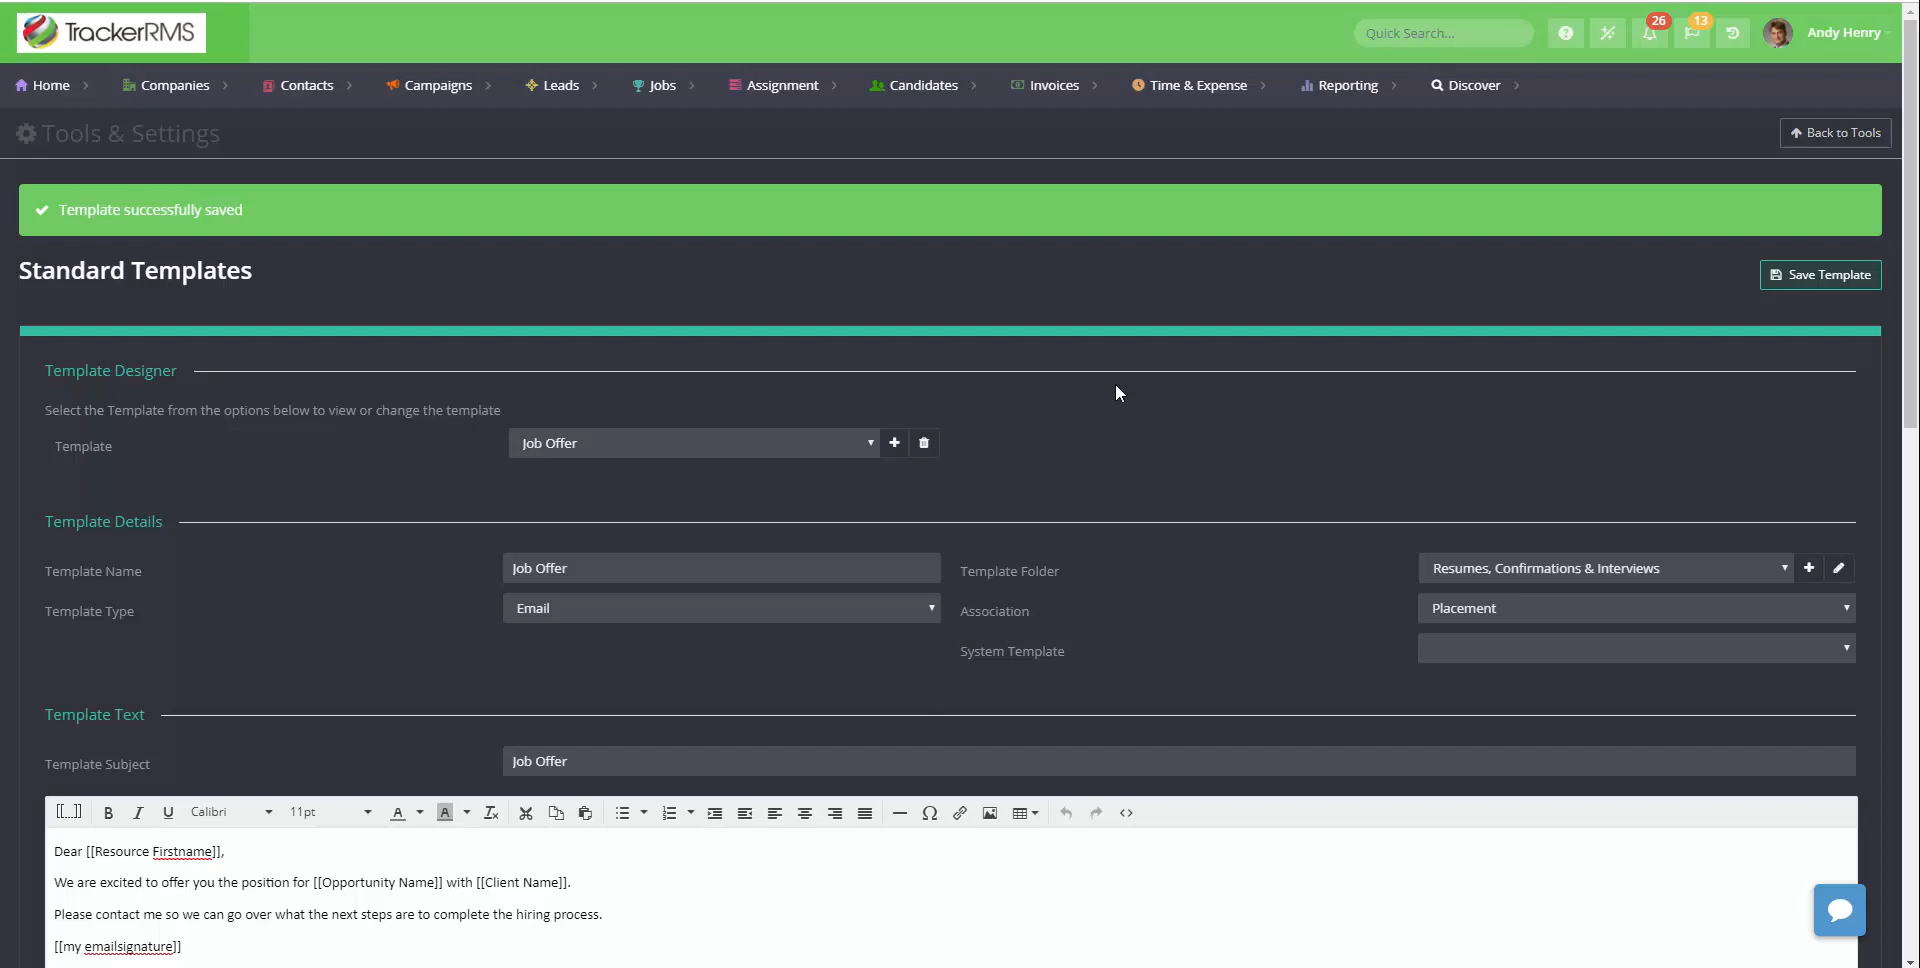 TrackerRMS
Quick Search...
26
13
Andy Henry
Home
Companies
Contacts
Campaigns
Leads
Jobs
Assignment
Candidates
Invoices
Time & Expense
Reporting
Discover
Tools & Settings
Back to Tools
Template successfully saved
Standard Templates
Save Template
Template Designer
Select the Template from the options below to view or change the template
Template
Job Offer
Template Details
Template Name
Job Offer
Template Folder
Resumes, Confirmations & Interviews
Template Type
Email
Association
Placement
System Template
Template Text
Template Subject
Job Offer
[[...]] B I U Calibri 11pt A A Tx Ω <>
Dear [[Resource Firstname]],
We are excited to offer you the position for [[Opportunity Name]] with [[Client Name]].
Please contact me so we can go over what the next steps are to complete the hiring process.
[[my emailsignature]]